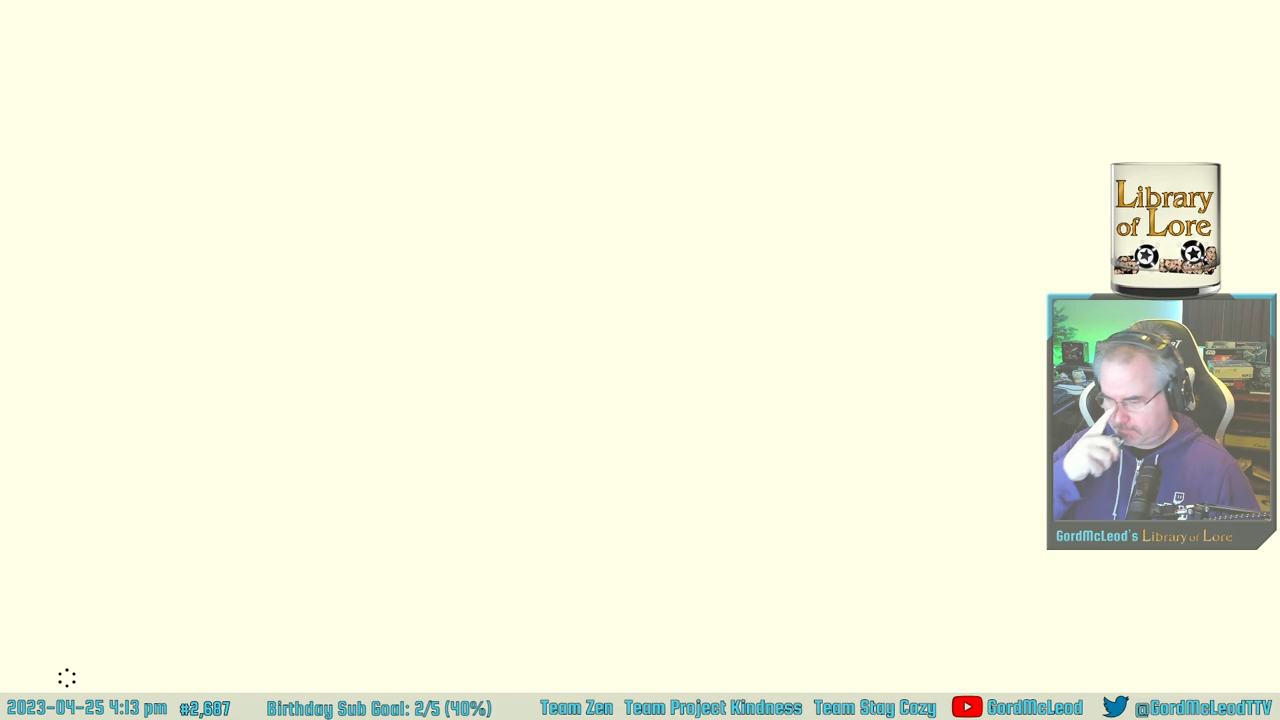 Library
of Lore
GordMcLeod's Library of Lore
2023-04-25 4:13 pm #2,687 Birthday Sub Goal: 2/5 (40%) Team Zen Team Project Kindness Team Stay Cozy GordMcLeod @GordMcLeodTTV